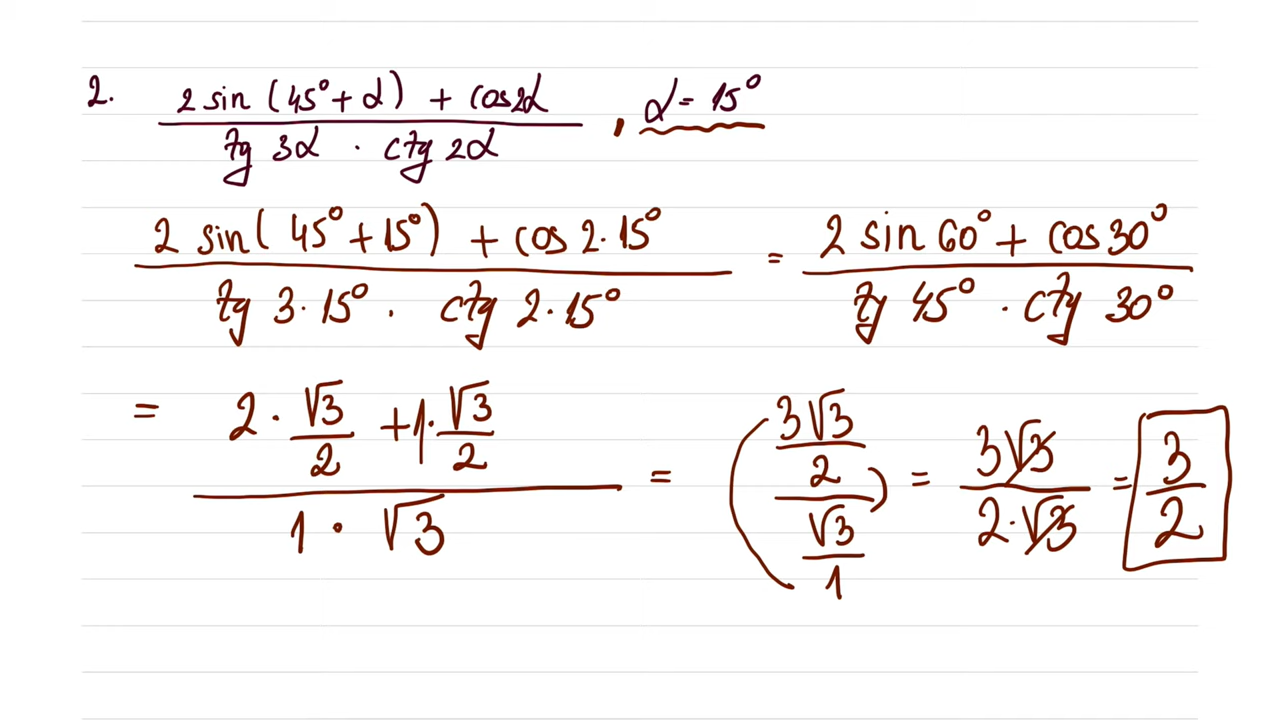 2. (2 sin (45° + α) + cos 2α) / (tg 3α · ctg 2α) , α = 15°
(2 sin( 45° + 15° ) + cos 2 · 15°) / (tg 3 · 15° · ctg 2 · 15°) = (2 sin 60° + cos 30°) / (tg 45° · ctg 30°)
= (2 · √3/2 + 1 · √3/2) / (1 · √3) = (3√3/2) / (√3/1) = 3√3 / (2 · √3) = 3/2